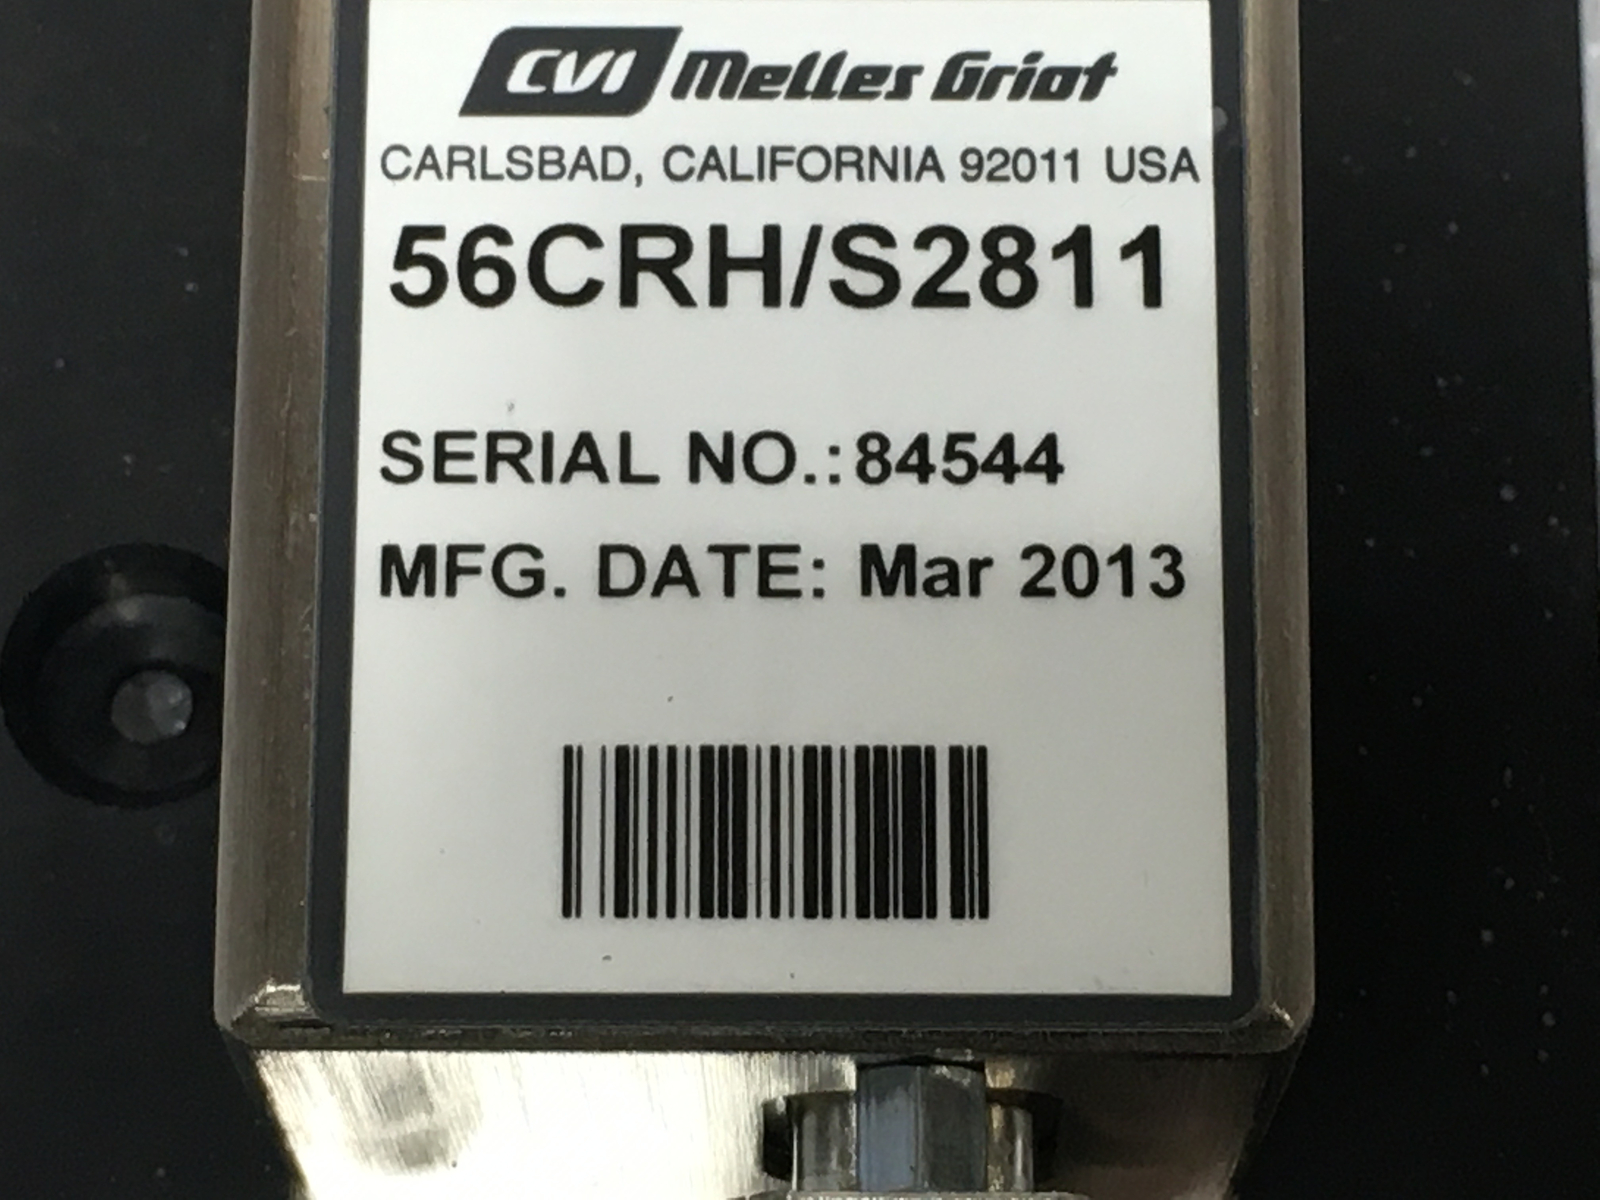 CVI Melles Griot
CARLSBAD, CALIFORNIA 92011 USA
56CRH/S2811
SERIAL NO.:84544
MFG. DATE: Mar 2013